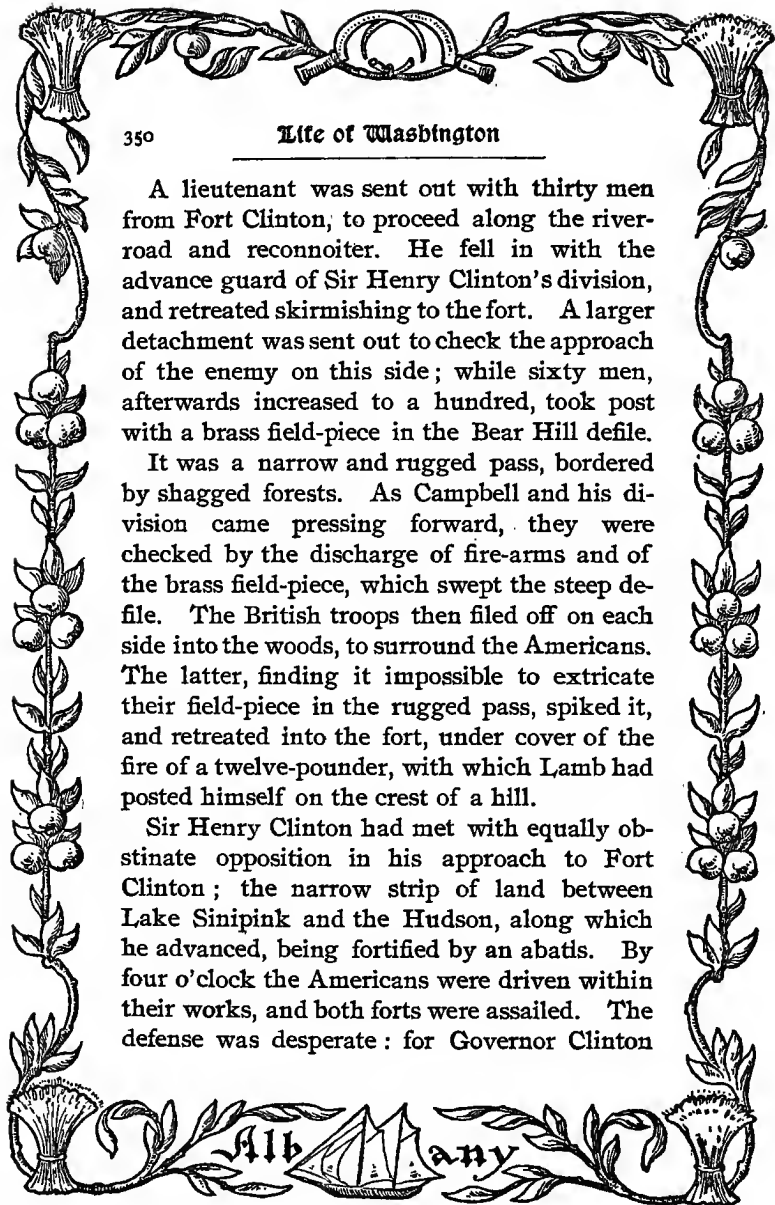 350
Life of Washington
A lieutenant was sent out with thirty men
from Fort Clinton, to proceed along the river-
road and reconnoiter. He fell in with the
advance guard of Sir Henry Clinton's division,
and retreated skirmishing to the fort. A larger
detachment was sent out to check the approach
of the enemy on this side; while sixty men,
afterwards increased to a hundred, took post
with a brass field-piece in the Bear Hill defile.
It was a narrow and rugged pass, bordered
by shagged forests. As Campbell and his di-
vision came pressing forward, they were
checked by the discharge of fire-arms and of
the brass field-piece, which swept the steep de-
file. The British troops then filed off on each
side into the woods, to surround the Americans.
The latter, finding it impossible to extricate
their field-piece in the rugged pass, spiked it,
and retreated into the fort, under cover of the
fire of a twelve-pounder, with which Lamb had
posted himself on the crest of a hill.
Sir Henry Clinton had met with equally ob-
stinate opposition in his approach to Fort
Clinton; the narrow strip of land between
Lake Sinipink and the Hudson, along which
he advanced, being fortified by an abatis. By
four o'clock the Americans were driven within
their works, and both forts were assailed. The
defense was desperate: for Governor Clinton
Albany